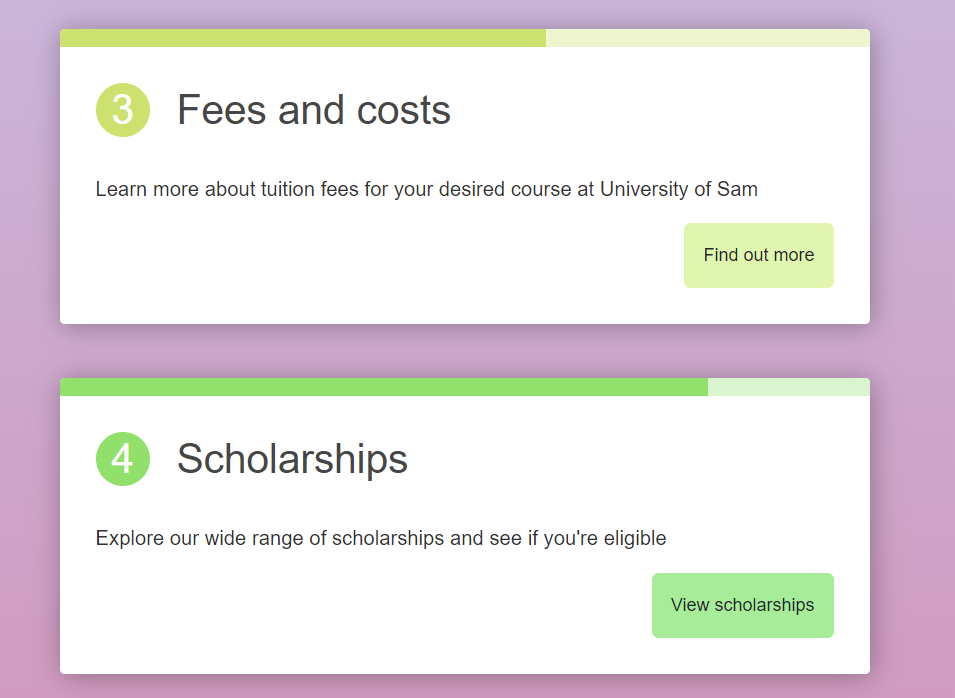 3 Fees and costs
Learn more about tuition fees for your desired course at University of Sam
Find out more
4 Scholarships
Explore our wide range of scholarships and see if you're eligible
View scholarships